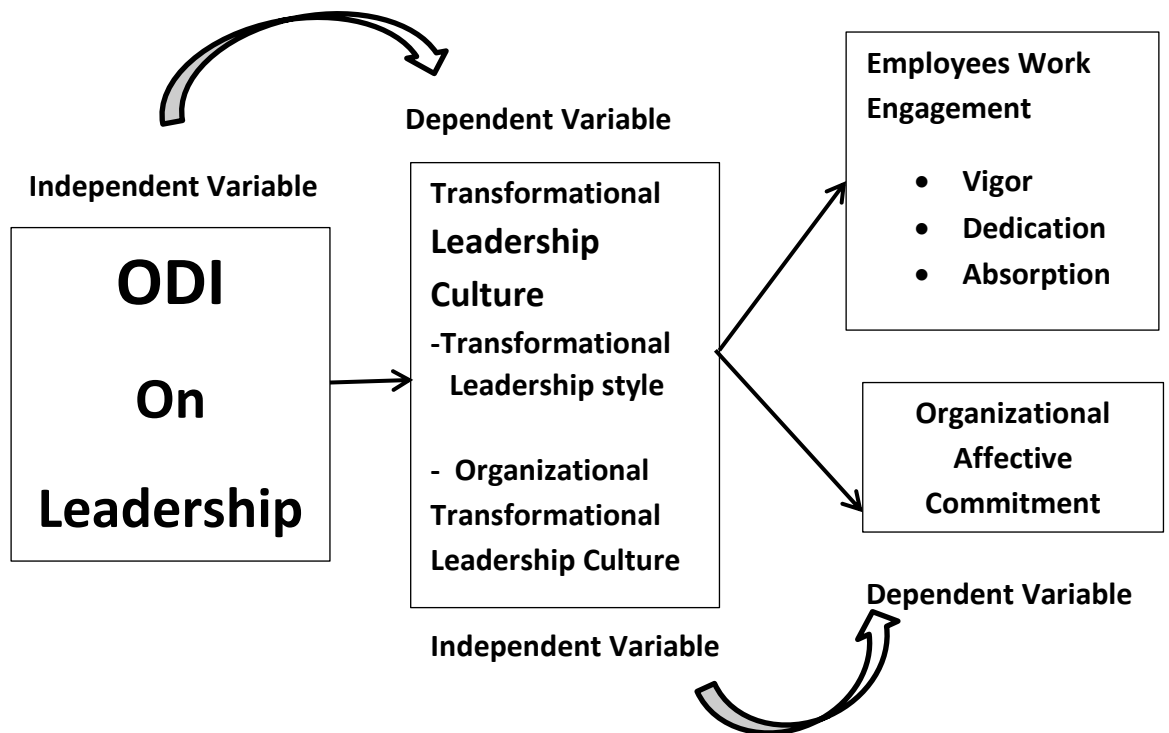 Independent Variable
ODI
On
Leadership
Dependent Variable
Transformational
Leadership
Culture
-Transformational
Leadership style
- Organizational
Transformational
Leadership Culture
Independent Variable
Employees Work
Engagement
• Vigor
• Dedication
• Absorption
Organizational
Affective
Commitment
Dependent Variable